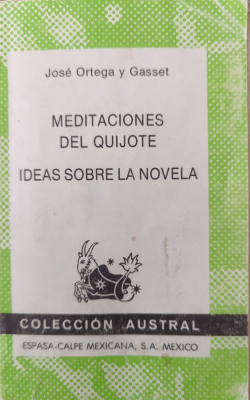 José Ortega y Gasset
MEDITACIONES
DEL QUIJOTE
IDEAS SOBRE LA NOVELA
COLECCIÓN AUSTRAL
ESPASA-CALPE MEXICANA, S.A. MEXICO